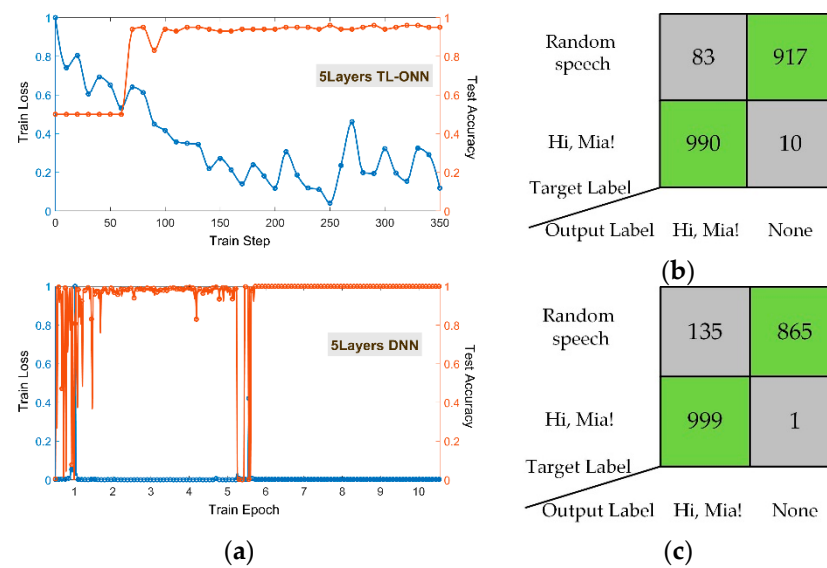 1
0.8
0.6
0.4
0.2
0
Train Loss
5Layers TL-ONN
1
0.8
0.6
0.4
0.2
0
Test Accuracy
0 50 100 150 200 250 300 350
Train Step
1
0.8
0.6
0.4
0.2
0
Train Loss
5Layers DNN
1
0.8
0.6
0.4
0.2
0
Test Accuracy
1 2 3 4 5 6 7 8 9 10
Train Epoch
(a)
Random
speech
83 917
Hi, Mia!
990 10
Target Label
Output Label Hi, Mia! None
(b)
Random
speech
135 865
Hi, Mia!
999 1
Target Label
Output Label Hi, Mia! None
(c)